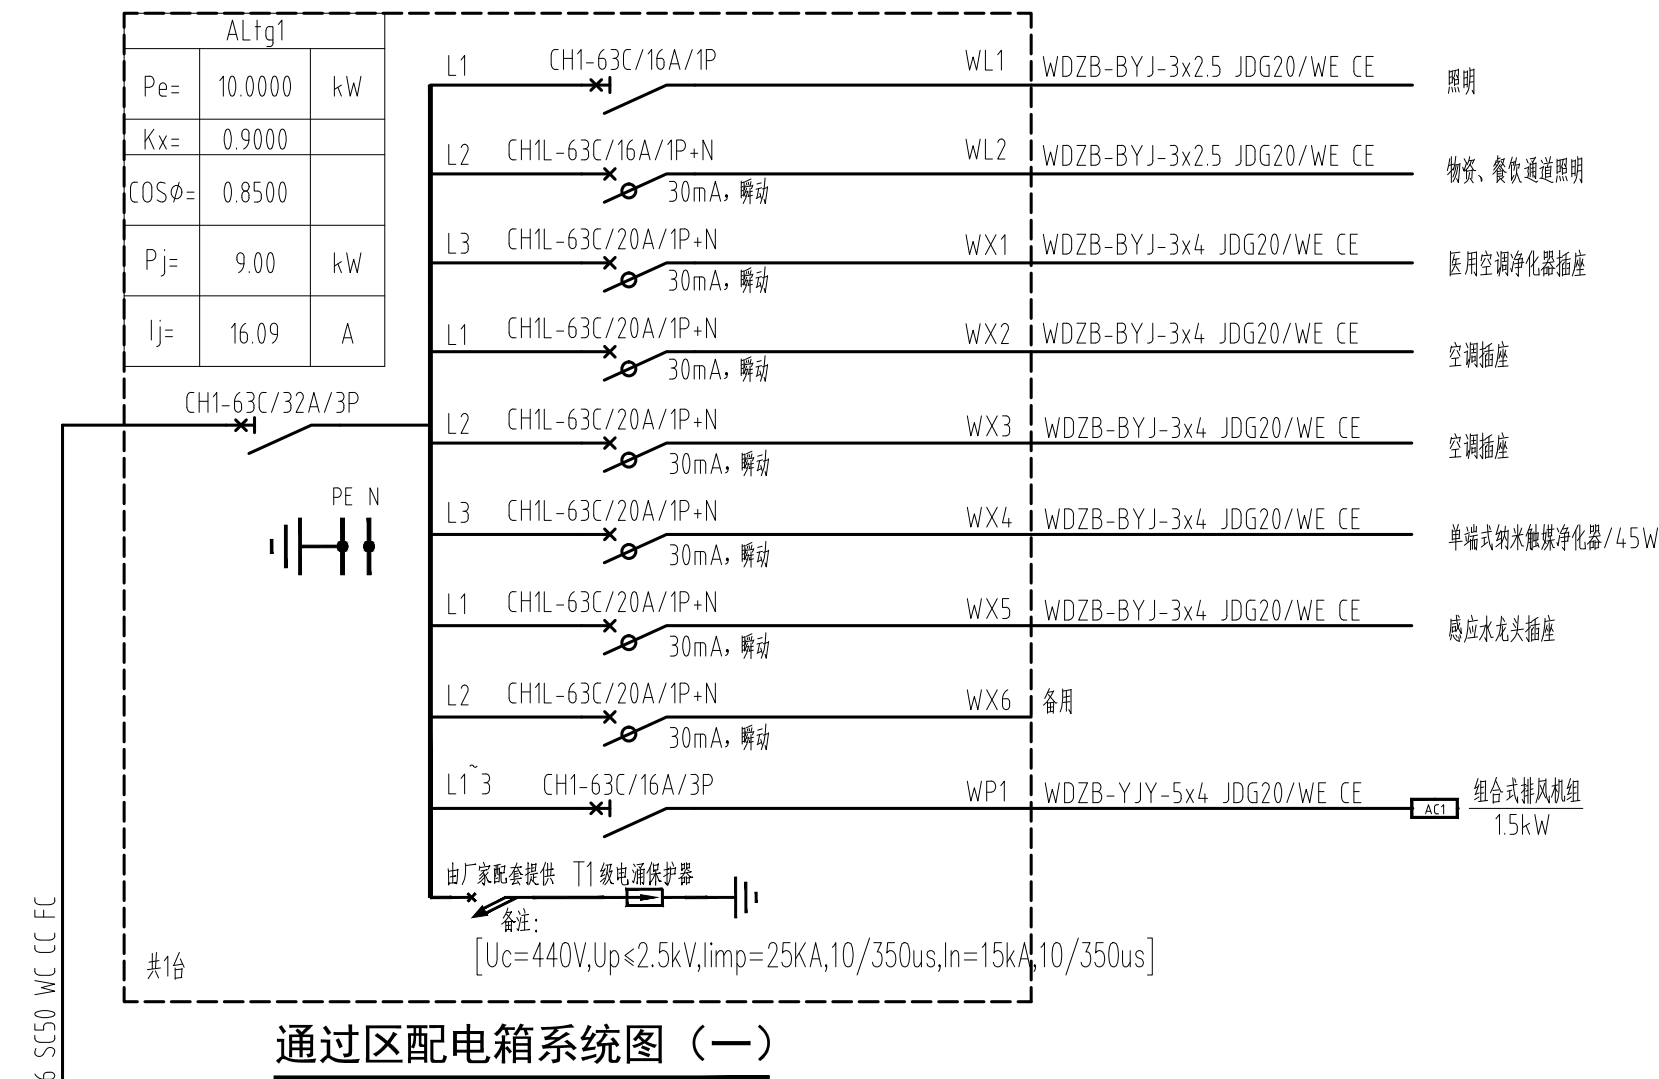 ALtg1
Pe= 10.0000 kW
Kx= 0.9000
COSØ= 0.8500
Pj= 9.00 kW
Ij= 16.09 A
CH1-63C/32A/3P
PE N
L1 CH1-63C/16A/1P WL1 WDZB-BYJ-3x2.5 JDG20/WE CE 照明
L2 CH1L-63C/16A/1P+N WL2 WDZB-BYJ-3x2.5 JDG20/WE CE 物资、餐饮通道照明
30mA，瞬动
L3 CH1L-63C/20A/1P+N WX1 WDZB-BYJ-3x4 JDG20/WE CE 医用空调净化器插座
30mA，瞬动
L1 CH1L-63C/20A/1P+N WX2 WDZB-BYJ-3x4 JDG20/WE CE 空调插座
30mA，瞬动
L2 CH1L-63C/20A/1P+N WX3 WDZB-BYJ-3x4 JDG20/WE CE 空调插座
30mA，瞬动
L3 CH1L-63C/20A/1P+N WX4 WDZB-BYJ-3x4 JDG20/WE CE 单端式纳米触媒净化器/45W
30mA，瞬动
L1 CH1L-63C/20A/1P+N WX5 WDZB-BYJ-3x4 JDG20/WE CE 感应水龙头插座
30mA，瞬动
L2 CH1L-63C/20A/1P+N WX6 备用
30mA，瞬动
L1~3 CH1-63C/16A/3P WP1 WDZB-YJY-5x4 JDG20/WE CE AC1 组合式排风机组
1.5kW
由厂家配套提供 T1级电涌保护器
备注:
[Uc=440V,Up≤2.5kV,Iimp=25KA,10/350us,In=15kA,10/350us]
共1台
6 SC50 WC CC FC
通过区配电箱系统图（一）